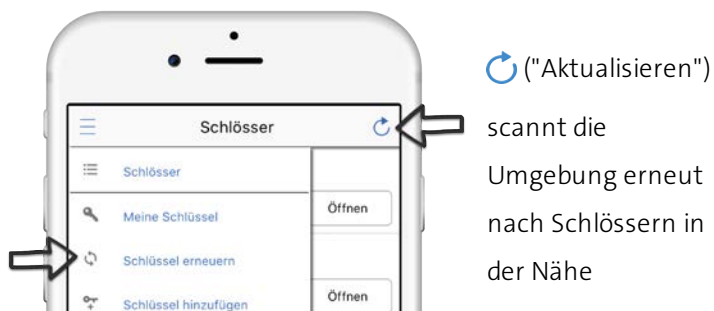 Schlösser
Schlösser
Meine Schlüssel
Öffnen
Schlüssel erneuern
Schlüssel hinzufügen
Öffnen
("Aktualisieren")
scannt die
Umgebung erneut
nach Schlössern in
der Nähe